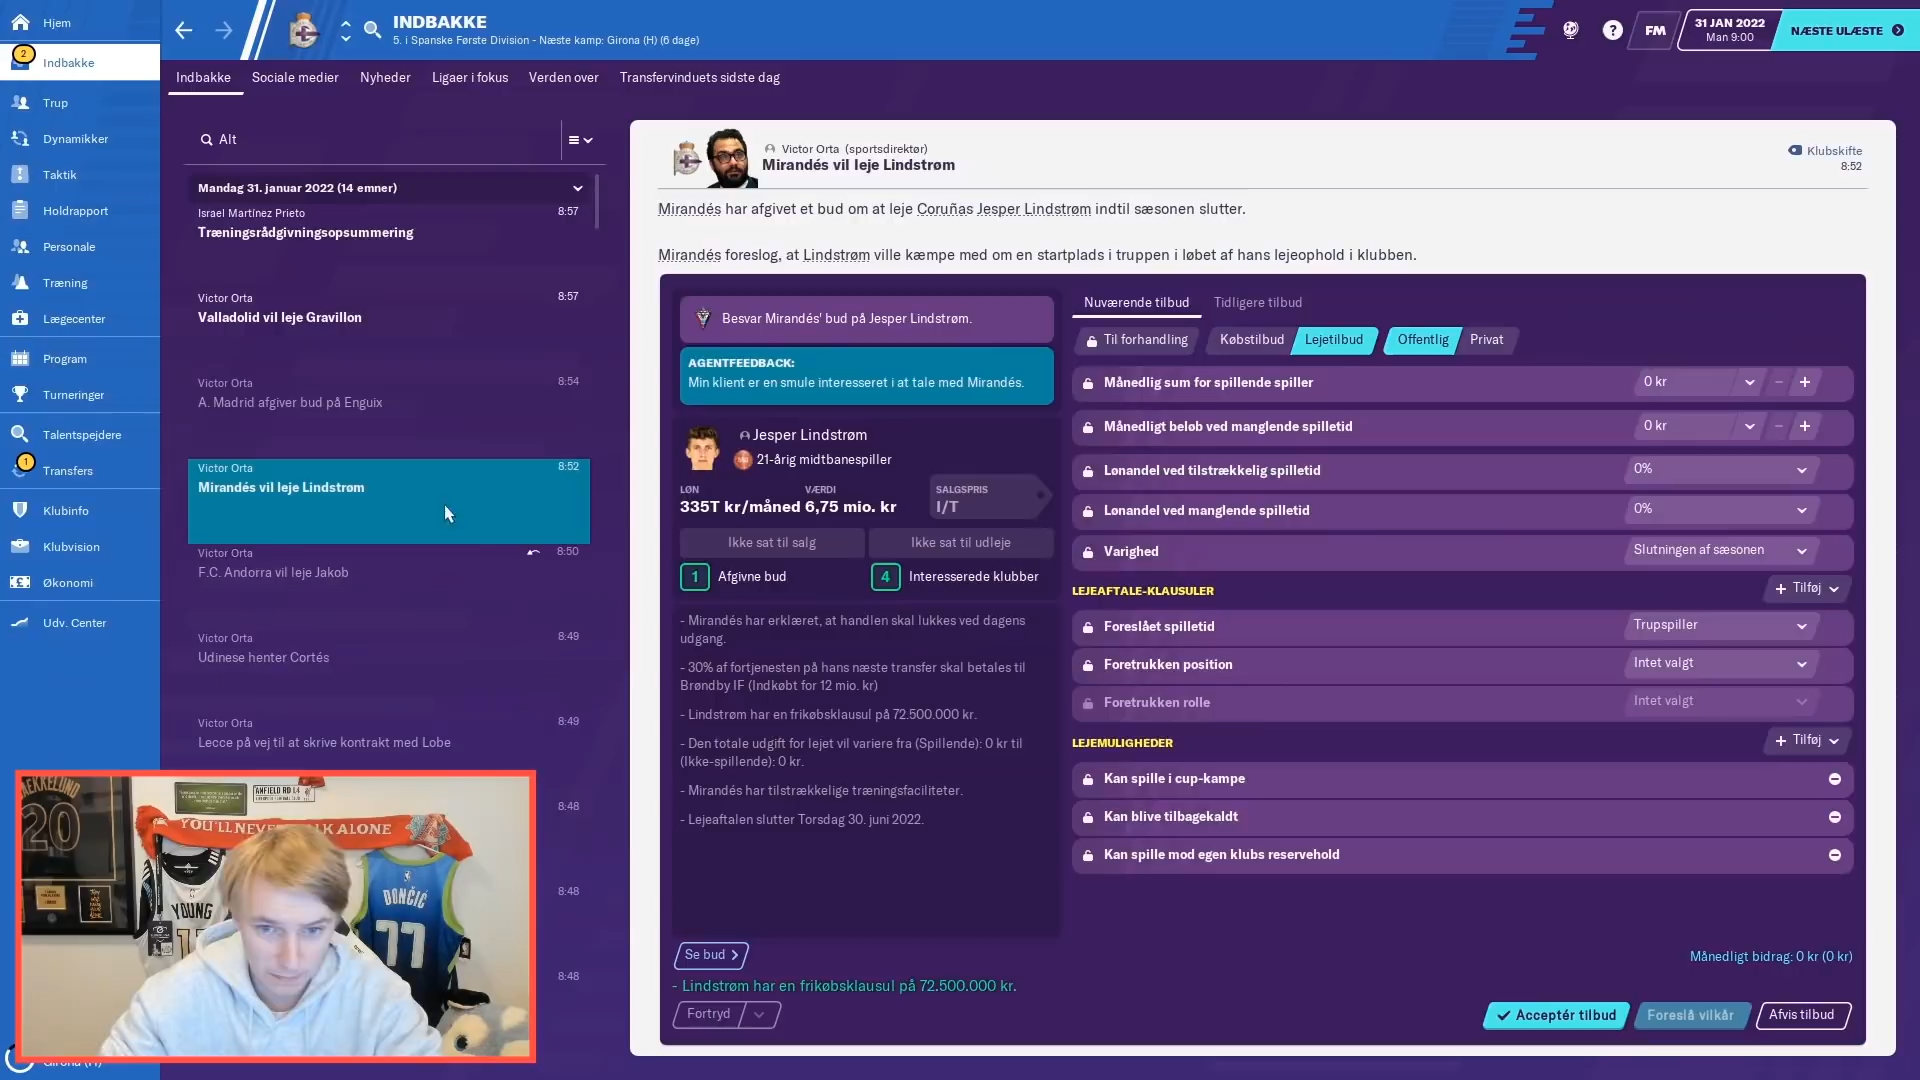 Hjem
2
Indbakke
Trup
Dynamikker
Taktik
Holdrapport
Personale
Træning
Lægecenter
Program
Turneringer
Talentspejdere
1
Transfers
Klubinfo
Klubvision
Økonomi
Udv. Center
INDBAKKE
5. i Spanske Første Division - Næste kamp: Girona (H) (6 dage)
?
FM
31 JAN 2022
Man 9:00
NÆSTE ULÆSTE
Indbakke
Sociale medier
Nyheder
Ligaer i fokus
Verden over
Transfervinduets sidste dag
Alt
Mandag 31. januar 2022 (14 emner)
Israel Martínez Prieto
8:57
Træningsrådgivningsopsummering
Victor Orta
8:57
Valladolid vil leje Gravillon
Victor Orta
8:54
A. Madrid afgiver bud på Enguix
Victor Orta
8:52
Mirandés vil leje Lindstrøm
Victor Orta
8:50
F.C. Andorra vil leje Jakob
Victor Orta
8:49
Udinese henter Cortés
Victor Orta
8:49
Lecce på vej til at skrive kontrakt med Lobe
8:48
8:48
8:48
Victor Orta (sportsdirektør)
Mirandés vil leje Lindstrøm
Klubskifte
8:52
Mirandés har afgivet et bud om at leje Coruñas Jesper Lindstrøm indtil sæsonen slutter.
Mirandés foreslog, at Lindstrøm ville kæmpe med om en startplads i truppen i løbet af hans lejeophold i klubben.
Besvar Mirandés' bud på Jesper Lindstrøm.
AGENTFEEDBACK:
Min klient er en smule interesseret i at tale med Mirandés.
Jesper Lindstrøm
21-årig midtbanespiller
LØN
335T kr/måned
VÆRDI
6,75 mio. kr
SALGSPRIS
I/T
Ikke sat til salg
Ikke sat til udleje
1 Afgivne bud
4 Interesserede klubber
- Mirandés har erklæret, at handlen skal lukkes ved dagens
udgang.
- 30% af fortjenesten på hans næste transfer skal betales til
Brøndby IF (Indkøbt for 12 mio. kr)
- Lindstrøm har en frikøbsklausul på 72.500.000 kr.
- Den totale udgift for lejet vil variere fra (Spillende): 0 kr til
(Ikke-spillende): 0 kr.
- Mirandés har tilstrækkelige træningsfaciliteter.
- Lejeaftalen slutter Torsdag 30. juni 2022.
Nuværende tilbud
Tidligere tilbud
Til forhandling
Købstilbud
Lejetilbud
Offentlig
Privat
Månedlig sum for spillende spiller
0 kr
Månedligt beløb ved manglende spilletid
0 kr
Lønandel ved tilstrækkelig spilletid
0%
Lønandel ved manglende spilletid
0%
Varighed
Slutningen af sæsonen
LEJEAFTALE-KLAUSULER
+ Tilføj
Foreslået spilletid
Trupspiller
Foretrukken position
Intet valgt
Foretrukken rolle
Intet valgt
LEJEMULIGHEDER
+ Tilføj
Kan spille i cup-kampe
Kan blive tilbagekaldt
Kan spille mod egen klubs reservehold
Se bud
Månedligt bidrag: 0 kr (0 kr)
- Lindstrøm har en frikøbsklausul på 72.500.000 kr.
Fortryd
Acceptér tilbud
Foreslå vilkår
Afvis tilbud
20
ANFIELD RD L4
YOU'LL NEVER
ALONE
YOUNG
DONČIĆ
77